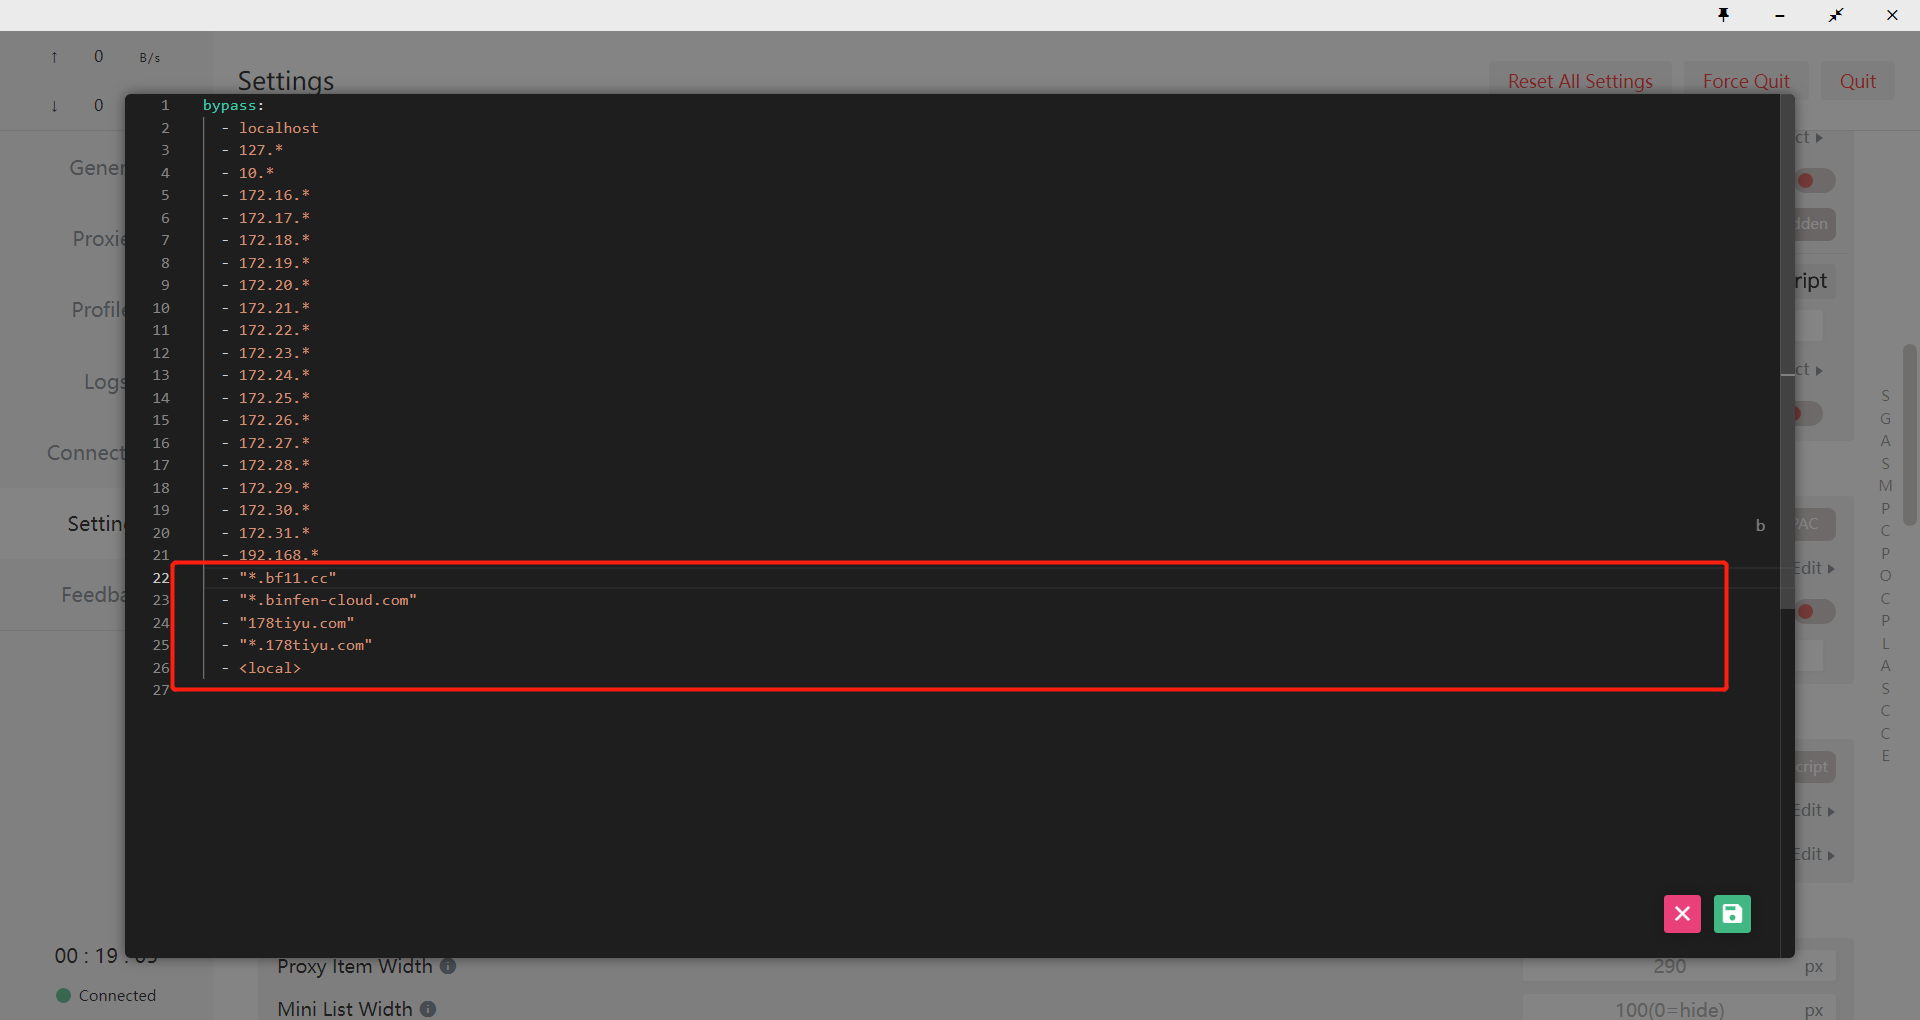 ↑ 0 B/s
↓ 0
Settings
Reset All Settings
Force Quit
Quit
Gener
Proxie
Profile
Logs
Connect
Settin
Feedba
1 bypass:
2 - localhost
3 - 127.*
4 - 10.*
5 - 172.16.*
6 - 172.17.*
7 - 172.18.*
8 - 172.19.*
9 - 172.20.*
10 - 172.21.*
11 - 172.22.*
12 - 172.23.*
13 - 172.24.*
14 - 172.25.*
15 - 172.26.*
16 - 172.27.*
17 - 172.28.*
18 - 172.29.*
19 - 172.30.*
20 - 172.31.*
21 - 192.168.*
22 - "*.bf11.cc"
23 - "*.binfen-cloud.com"
24 - "178tiyu.com"
25 - "*.178tiyu.com"
26 - <local>
27
b
ct
dden
ript
ct
PAC
Edit
cript
Edit
Edit
S
G
A
S
M
P
C
P
O
C
P
L
A
S
C
C
E
00 : 19 :
Connected
Proxy Item Width
290 px
Mini List Width
100(0=hide) px